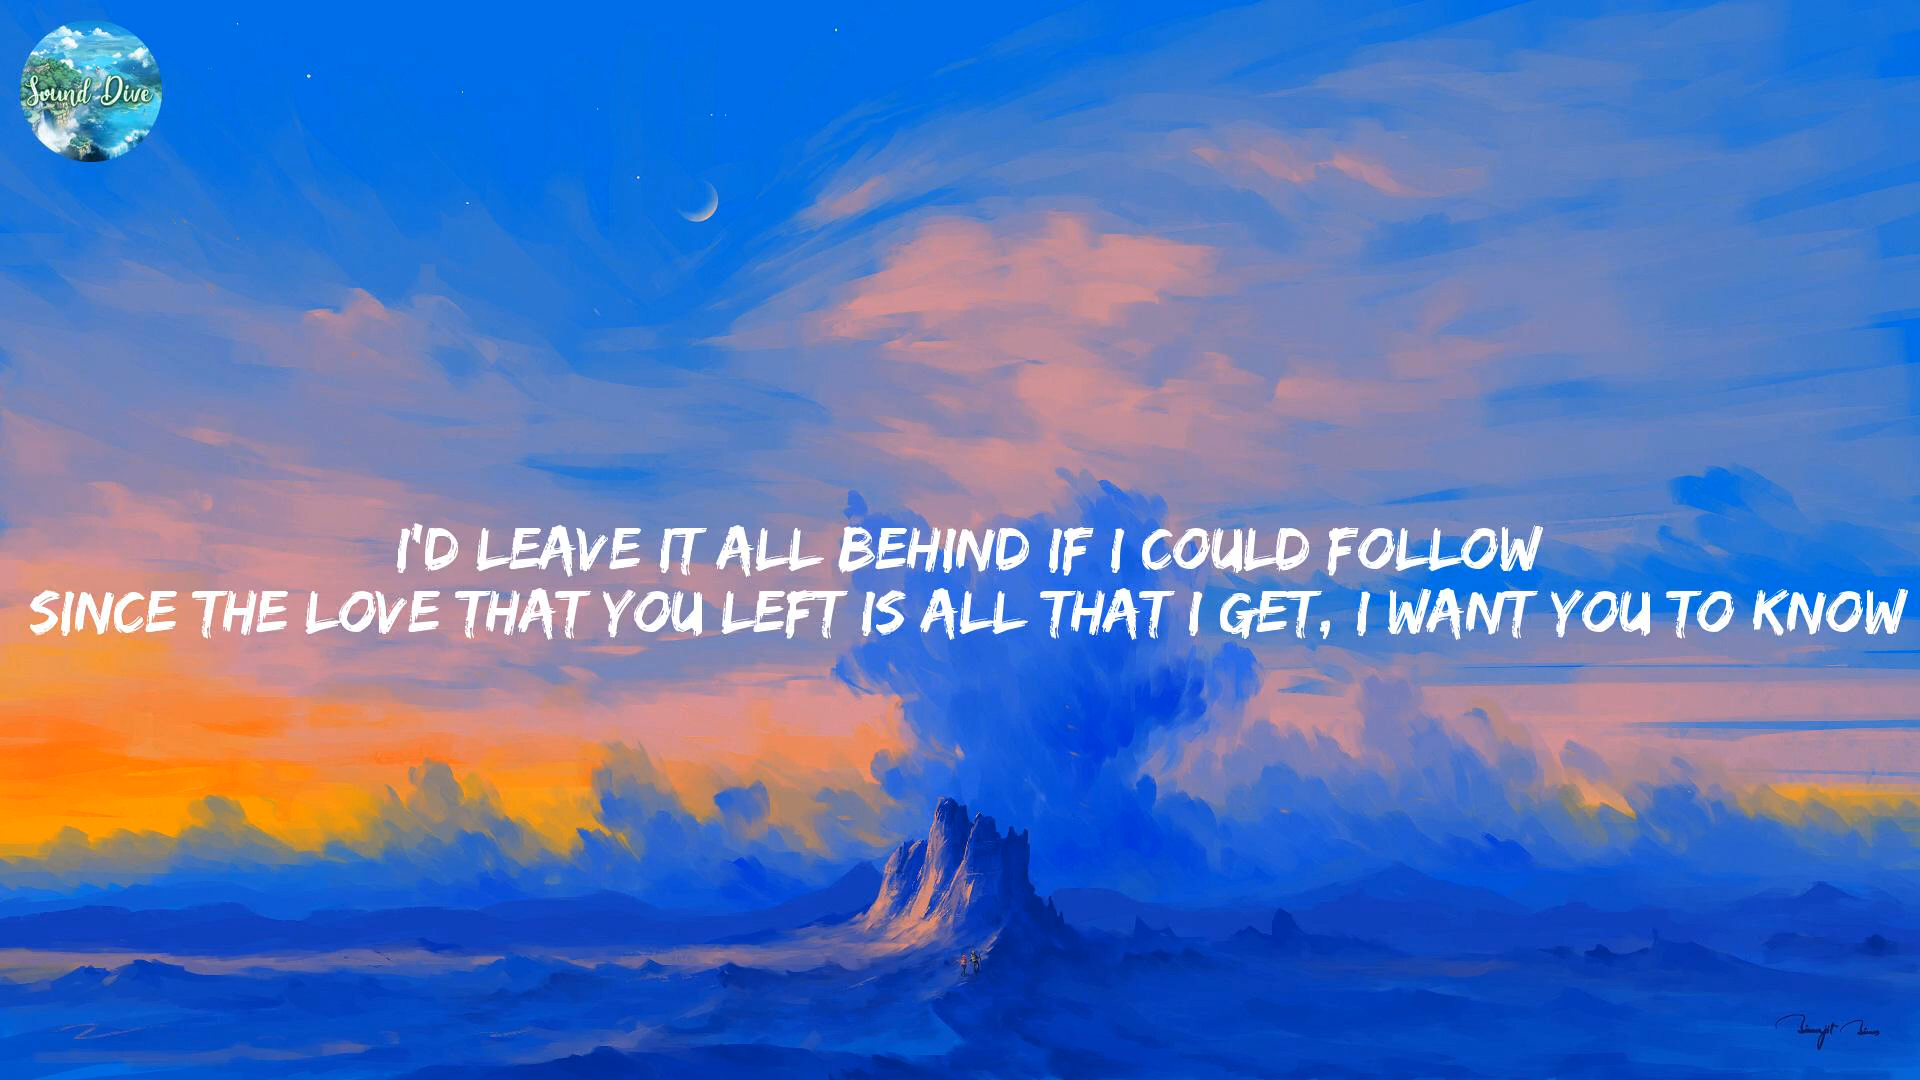 Sound Dive
I'D LEAVE IT ALL BEHIND IF I COULD FOLLOW
SINCE THE LOVE THAT YOU LEFT IS ALL THAT I GET, I WANT YOU TO KNOW